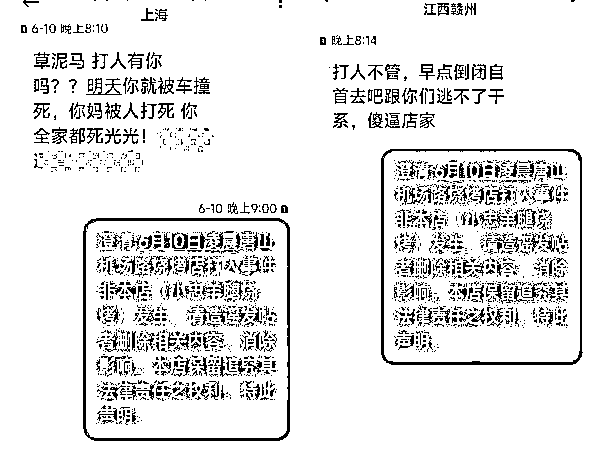 上海
6-10 晚上8:10
草泥马 打人有你
吗？？明天你就被车撞
死，你妈被人打死 你
全家都死光光！
6-10 晚上9:00
澄清:6月10日凌晨唐山
机场路烧烤店打人事件
非本店（小志羊腿烧
烤）发生，请造谣发帖
者删除相关内容，消除
影响。本店保留追究其
法律责任之权利，特此
声明。
江西赣州
晚上8:14
打人不管，早点倒闭自
首去吧跟你们逃不了干
系，傻逼店家
澄清:6月10日凌晨唐山
机场路烧烤店打人事件
非本店（小志羊腿烧
烤）发生，请造谣发帖
者删除相关内容，消除
影响。本店保留追究其
法律责任之权利，特此
声明。